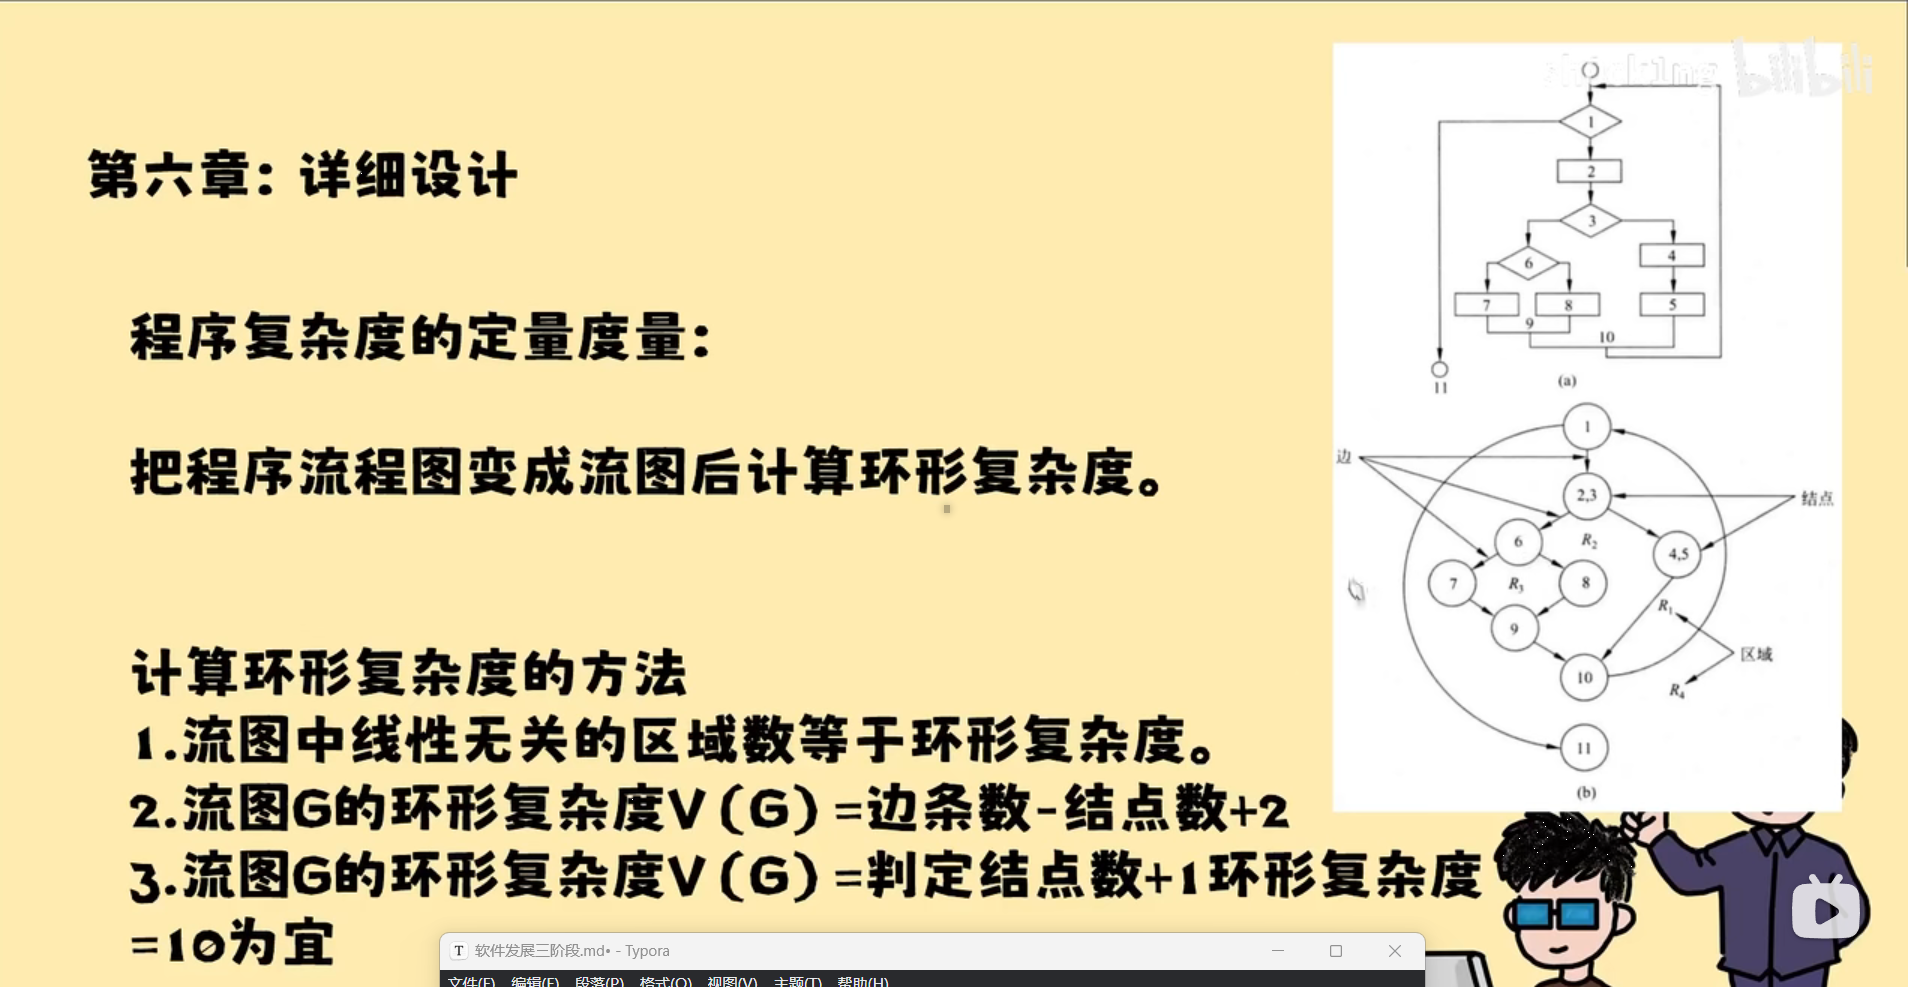 bilibili
第六章：详细设计
程序复杂度的定量度量：
把程序流程图变成流图后计算环形复杂度。
计算环形复杂度的方法
1.流图中线性无关的区域数等于环形复杂度。
2.流图G的环形复杂度V(G)=边条数-结点数+2
3.流图G的环形复杂度V(G)=判定结点数+1环形复杂度
=10为宜
1
2
3
6
4
7
8
5
9
10
11
(a)
1
边
2,3
结点
6
R2
4,5
7
R3
8
R1
9
区域
10
R4
11
(b)
T 软件发展三阶段.md• - Typora
文件(F) 编辑(E) 段落(P) 格式(O) 视图(V) 主题(T) 帮助(H)